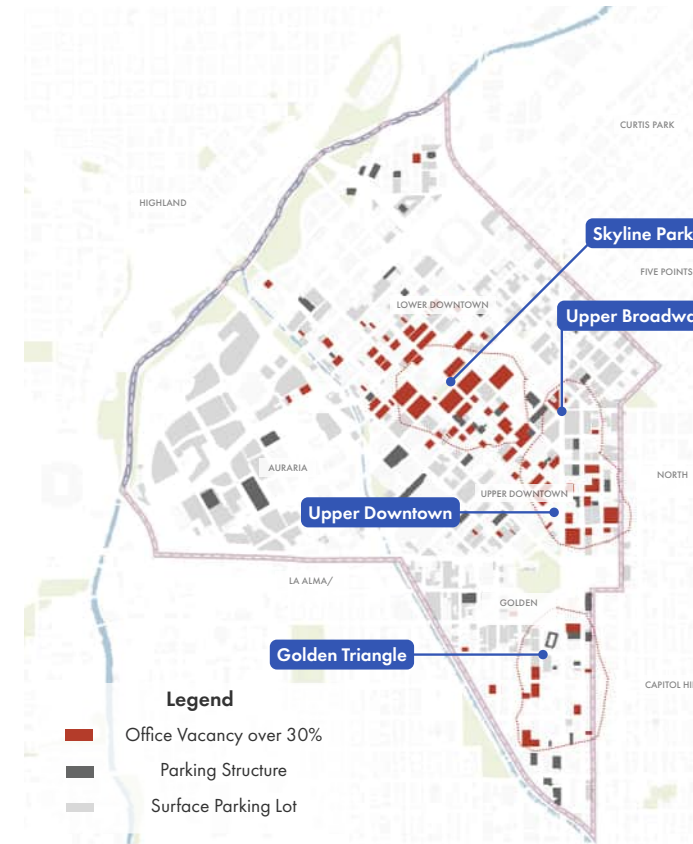 CURTIS PARK
HIGHLAND
Skyline Park
FIVE POINTS
LOWER DOWNTOWN
Upper Broadwa
AURARIA
NORTH
UPPER DOWNTOWN
Upper Downtown
LA ALMA/
GOLDEN
Golden Triangle
CAPITOL HI
Legend
Office Vacancy over 30%
Parking Structure
Surface Parking Lot